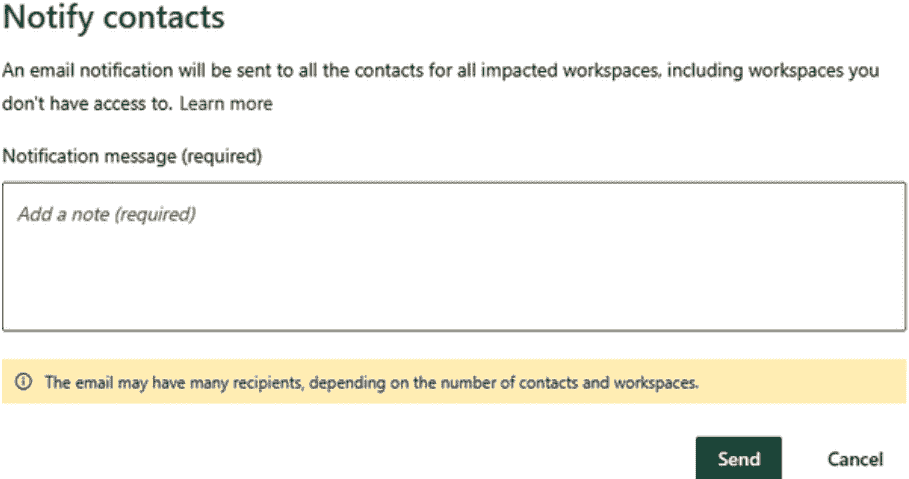 Notify contacts
An email notification will be sent to all the contacts for all impacted workspaces, including workspaces you
don't have access to. Learn more
Notification message (required)
Add a note (required)
The email may have many recipients, depending on the number of contacts and workspaces.
Send Cancel